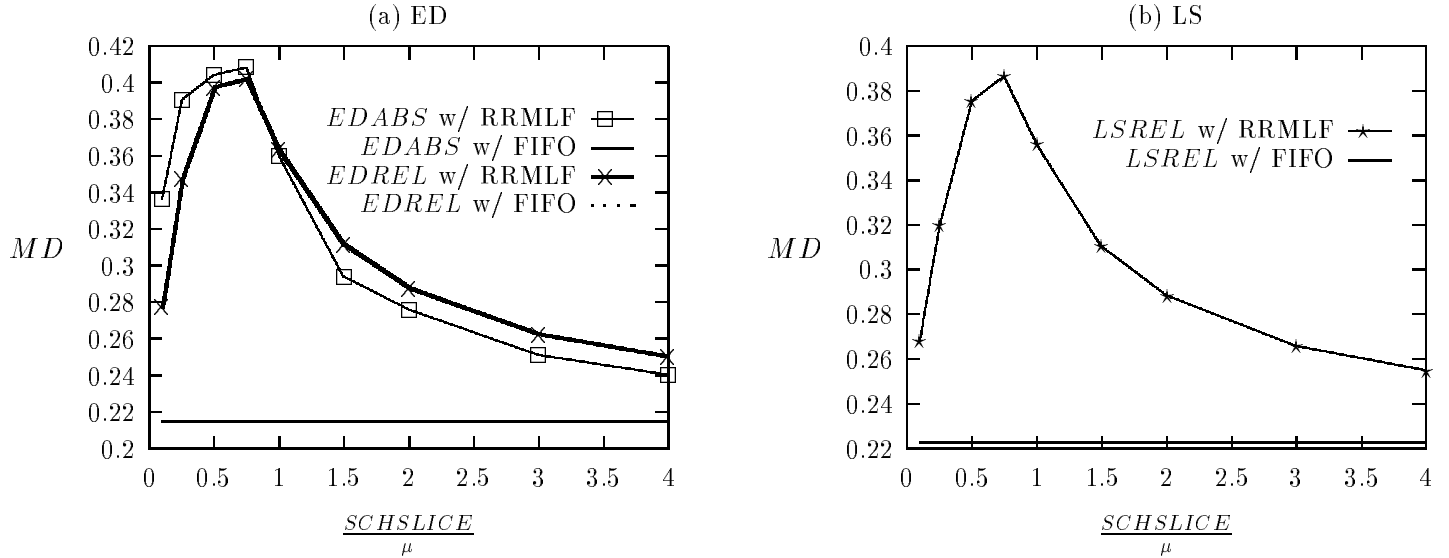 (a) ED
0.42
0.4
0.38
0.36
0.34
0.32
0.3
0.28
0.26
0.24
0.22
0.2
MD
EDABS w/ RRMLF
EDABS w/ FIFO
EDREL w/ RRMLF
EDREL w/ FIFO
0 0.5 1 1.5 2 2.5 3 3.5 4
SCHSLICE
μ
(b) LS
0.4
0.38
0.36
0.34
0.32
0.3
0.28
0.26
0.24
0.22
MD
LSREL w/ RRMLF
LSREL w/ FIFO
0 0.5 1 1.5 2 2.5 3 3.5 4
SCHSLICE
μ